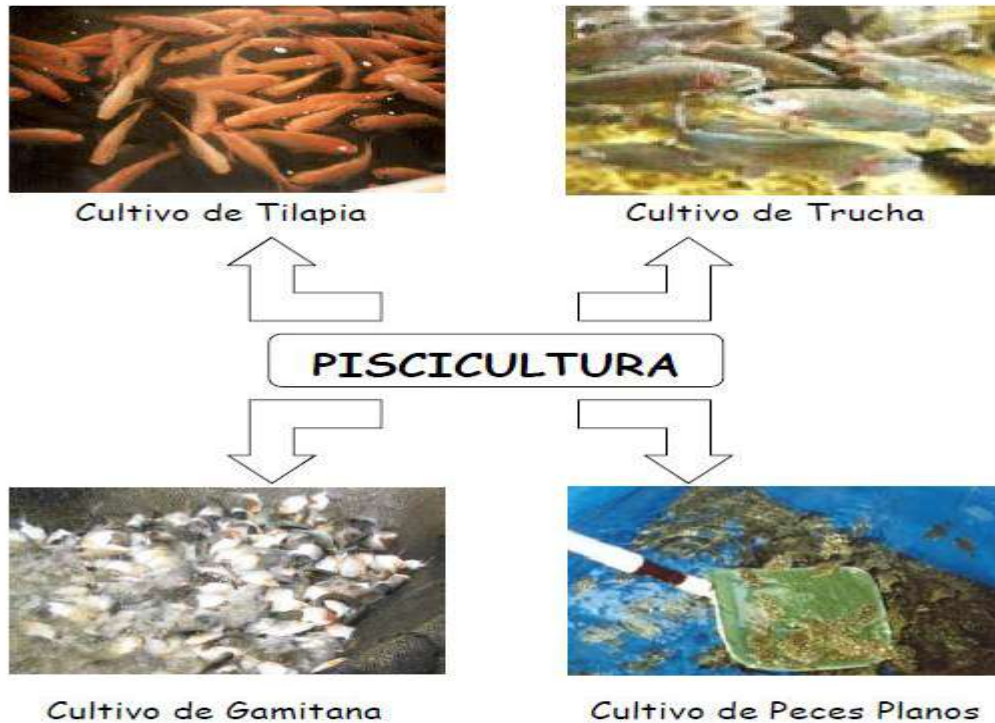 Cultivo de Tilapia
Cultivo de Trucha
PISCICULTURA
Cultivo de Gamitana
Cultivo de Peces Planos